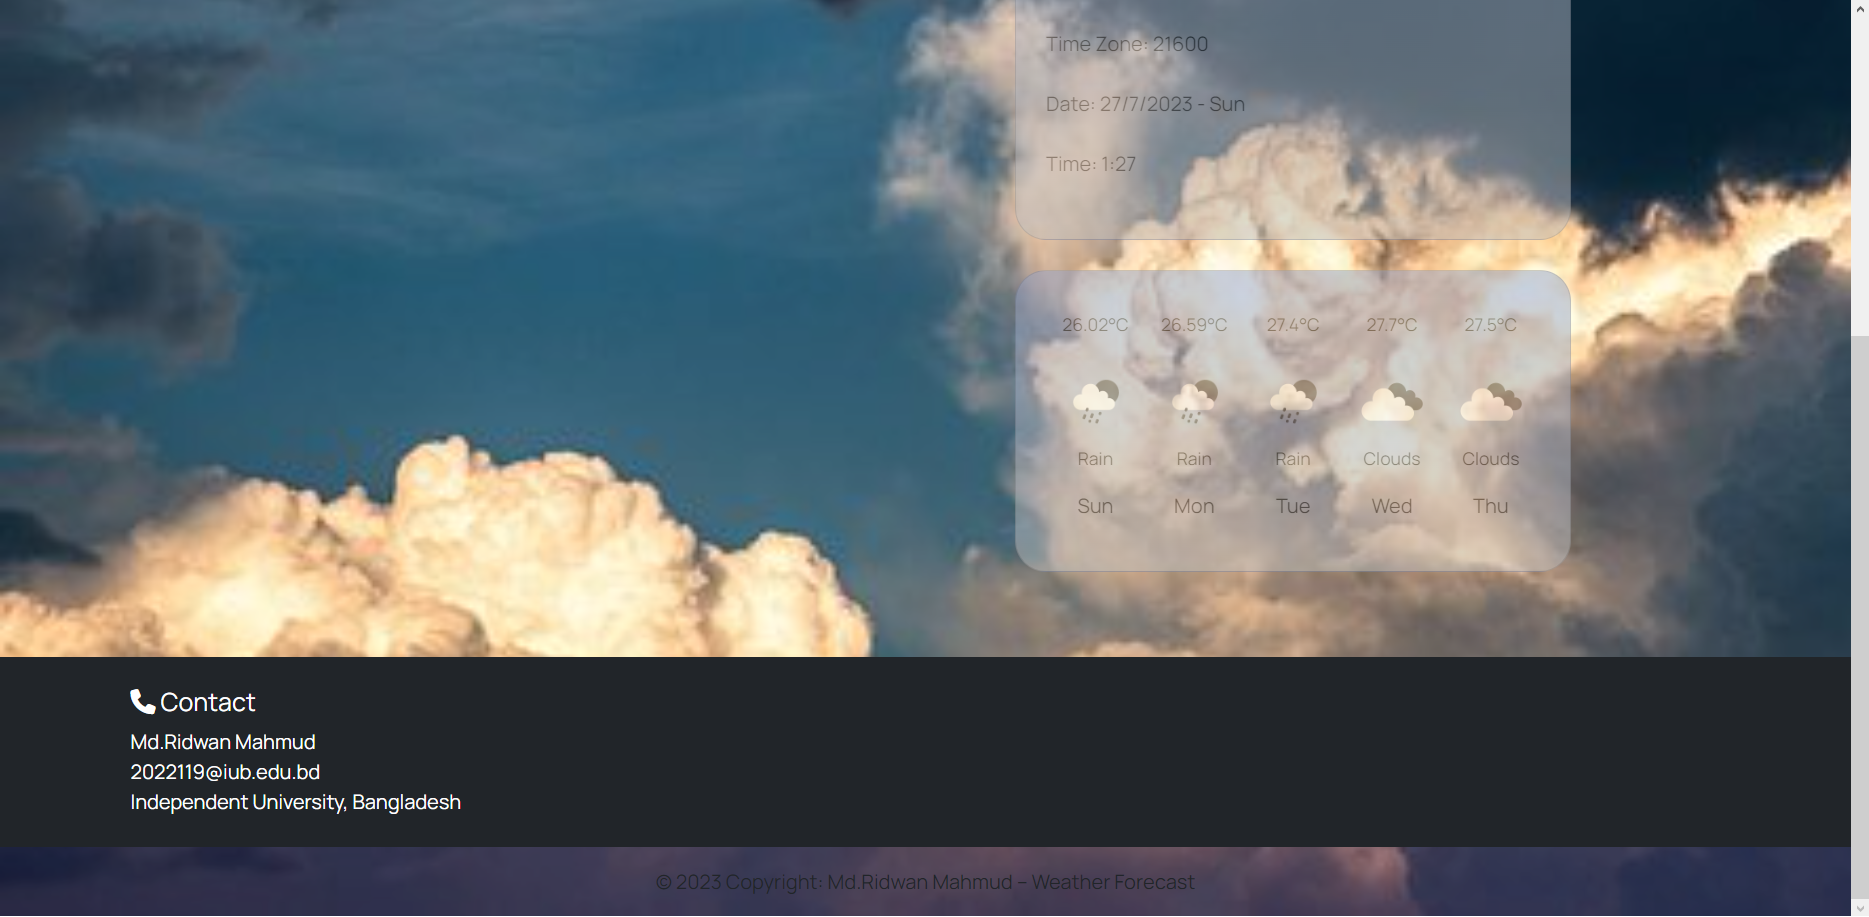 Time Zone: 21600
Date: 27/7/2023 - Sun
Time: 1:27
26.02°C 26.59°C 27.4°C 27.7°C 27.5°C
Rain Rain Rain Clouds Clouds
Sun Mon Tue Wed Thu
Contact
Md.Ridwan Mahmud
2022119@iub.edu.bd
Independent University, Bangladesh
© 2023 Copyright: Md.Ridwan Mahmud – Weather Forecast